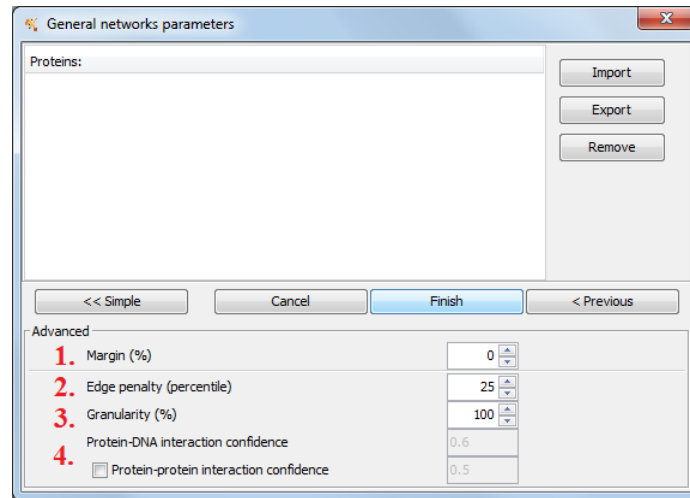 General networks parameters
Proteins:
Import
Export
Remove
<< Simple
Cancel
Finish
< Previous
Advanced
1. Margin (%) 0
2. Edge penalty (percentile) 25
3. Granularity (%) 100
4. Protein-DNA interaction confidence 0.6
Protein-protein interaction confidence 0.5